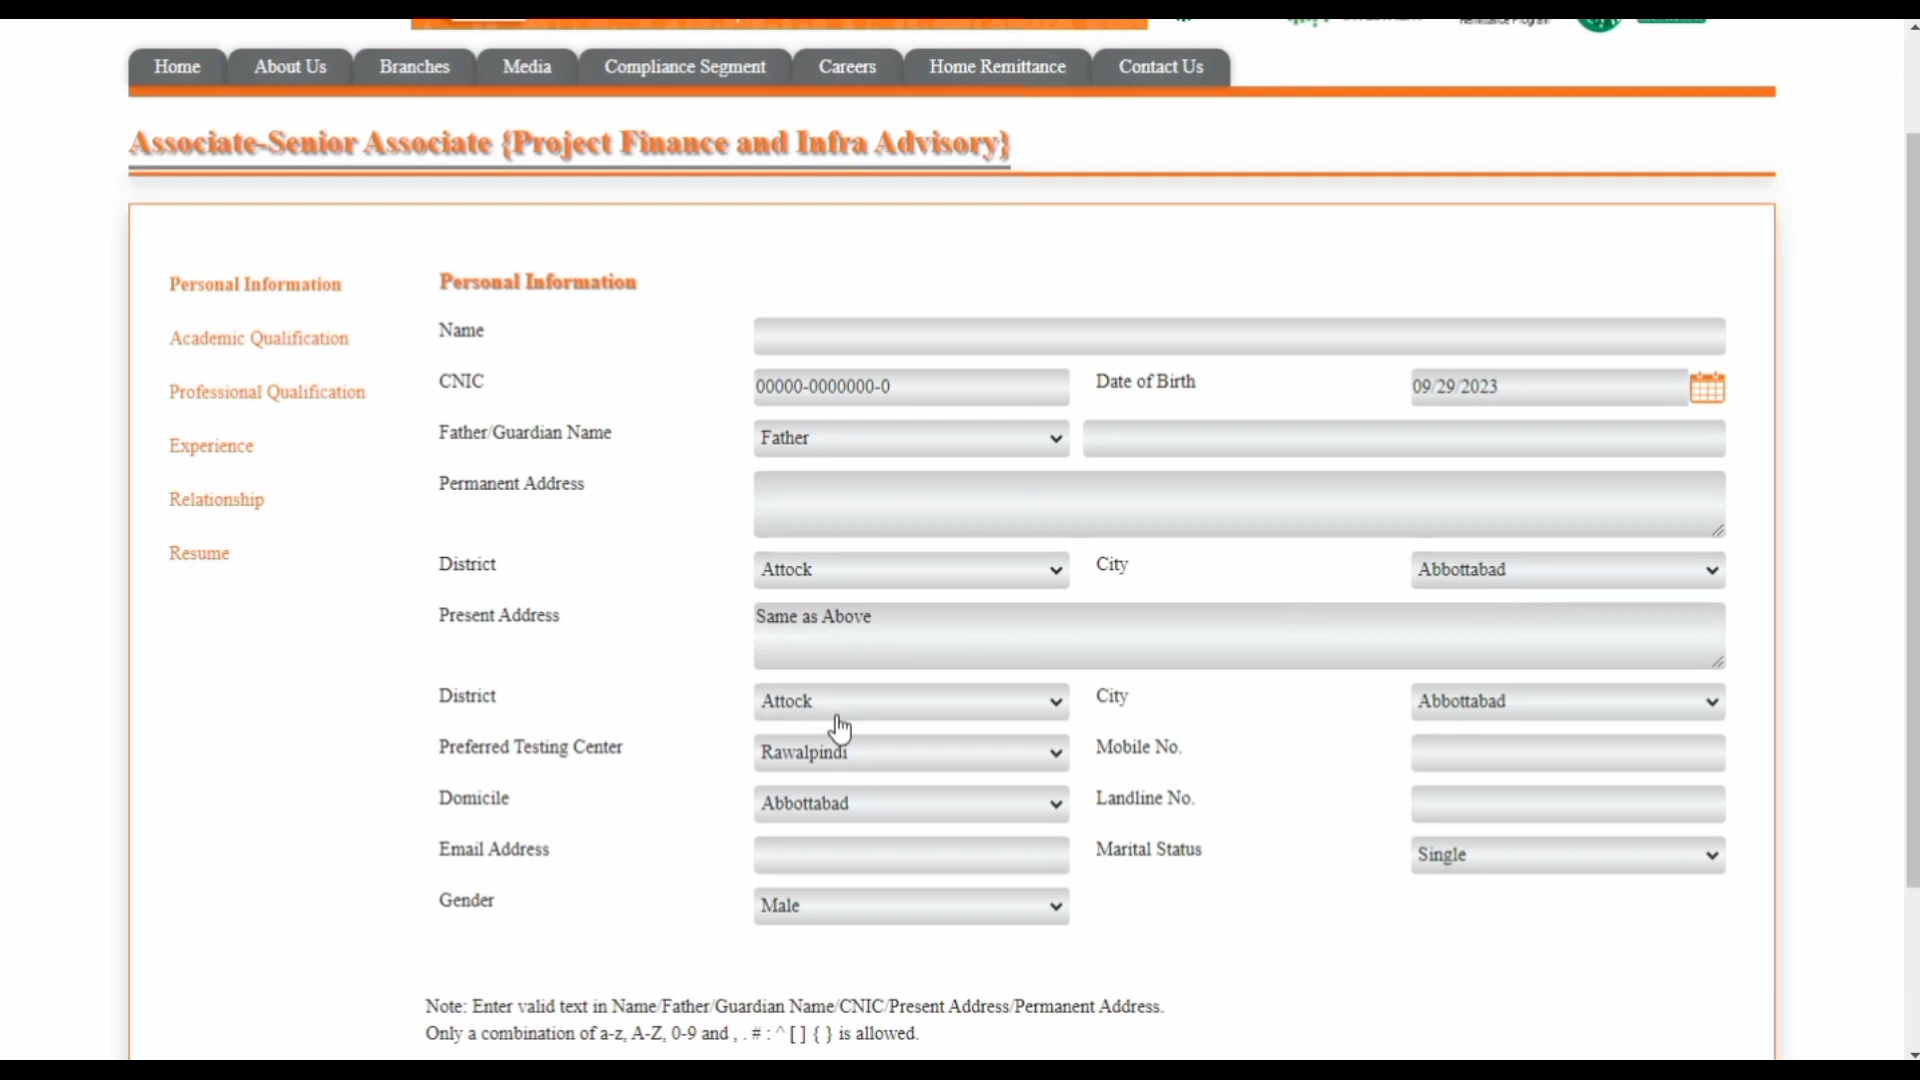 Home About Us Branches Media Compliance Segment Careers Home Remittance Contact Us
Associate-Senior Associate {Project Finance and Infra Advisory}
Personal Information
Academic Qualification
Professional Qualification
Experience
Relationship
Resume
Personal Information
Name
CNIC 00000-0000000-0 Date of Birth 09/29/2023
Father/Guardian Name Father
Permanent Address
District Attock City Abbottabad
Present Address Same as Above
District Attock City Abbottabad
Preferred Testing Center Rawalpindi Mobile No.
Domicile Abbottabad Landline No.
Email Address Marital Status Single
Gender Male
Note: Enter valid text in Name/Father/Guardian Name/CNIC/Present Address/Permanent Address.
Only a combination of a-z, A-Z, 0-9 and , . # : ^ [ ] { } is allowed.